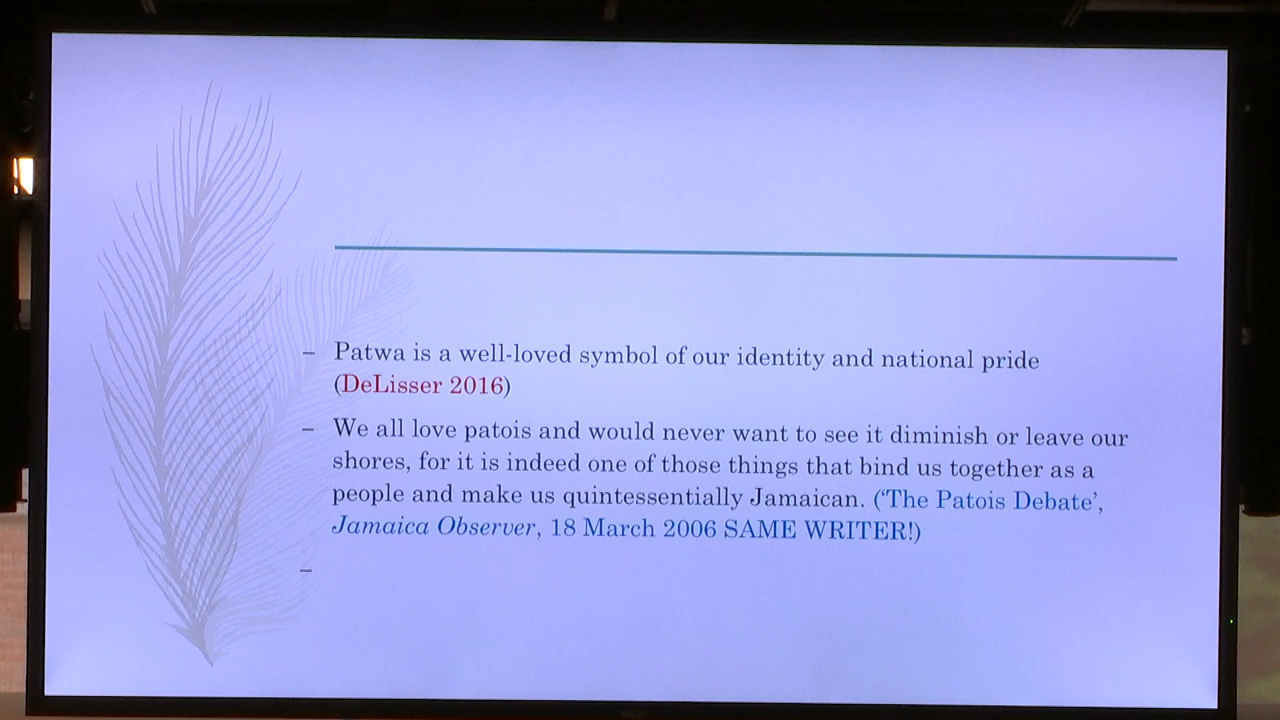 – Patwa is a well-loved symbol of our identity and national pride
(DeLisser 2016)
– We all love patois and would never want to see it diminish or leave our
shores, for it is indeed one of those things that bind us together as a
people and make us quintessentially Jamaican. (‘The Patois Debate’,
Jamaica Observer, 18 March 2006 SAME WRITER!)
–